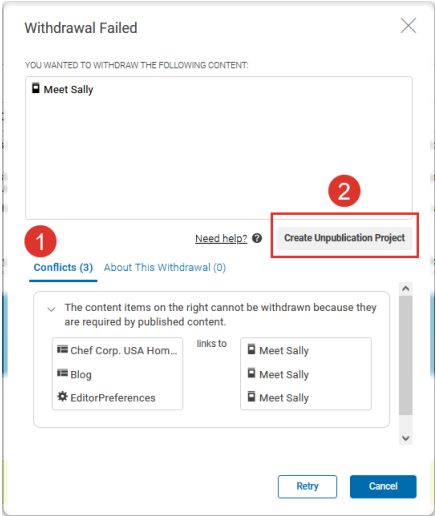 Withdrawal Failed
YOU WANTED TO WITHDRAW THE FOLLOWING CONTENT:
Meet Sally
2
1
Need help? ?
Create Unpublication Project
Conflicts (3) About This Withdrawal (0)
The content items on the right cannot be withdrawn because they
are required by published content.
Chef Corp. USA Hom... links to Meet Sally
Blog Meet Sally
EditorPreferences Meet Sally
Retry Cancel